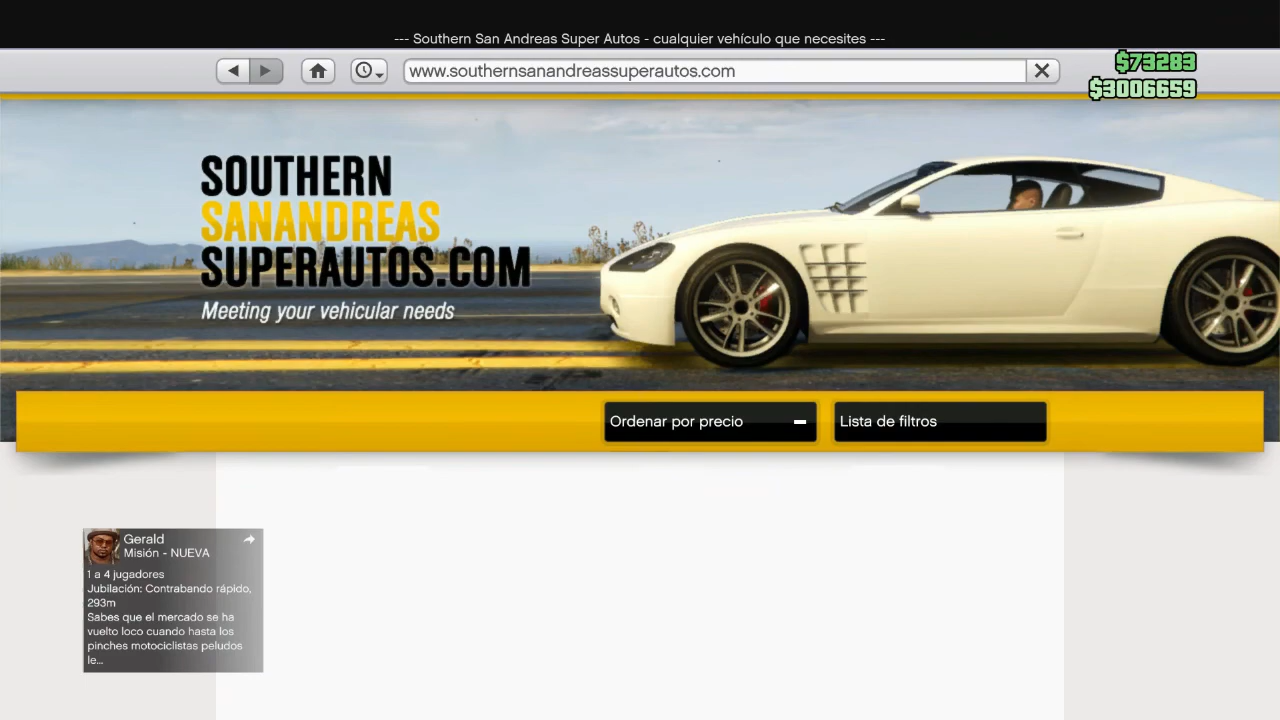 --- Southern San Andreas Super Autos - cualquier vehículo que necesites ---
www.southernsanandreassuperautos.com
$73283
$3006659
SOUTHERN
SANANDREAS
SUPERAUTOS.COM
Meeting your vehicular needs
Ordenar por precio
Lista de filtros
Gerald
Misión - NUEVA
1 a 4 jugadores
Jubilación: Contrabando rápido,
293m
Sabes que el mercado se ha
vuelto loco cuando hasta los
pinches motociclistas peludos
le...